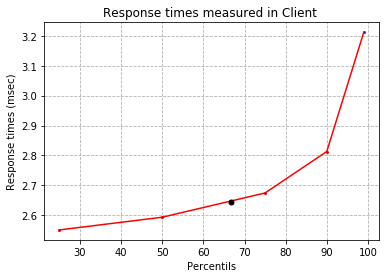 Response times measured in Client
Response times (msec)
3.2
3.1
3.0
2.9
2.8
2.7
2.6
30 40 50 60 70 80 90 100
Percentils